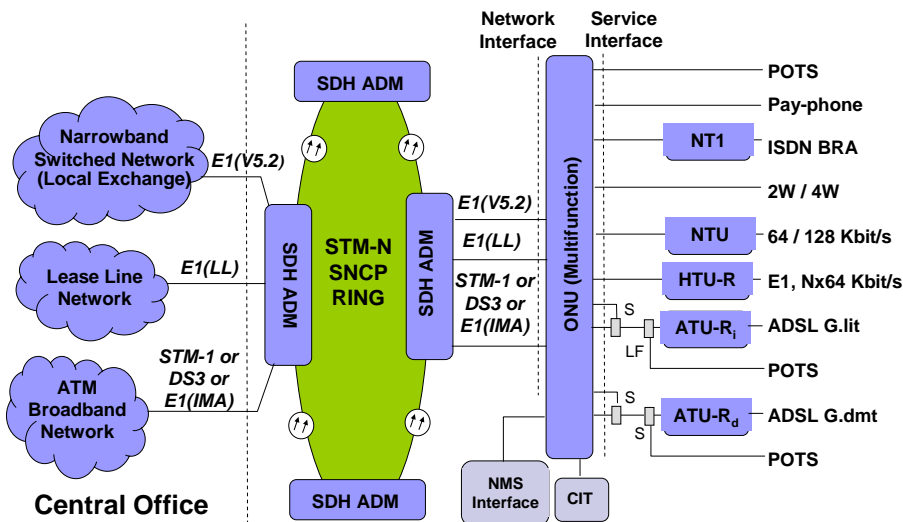 Network
Interface
Service
Interface
SDH ADM
POTS
Pay-phone
Narrowband
Switched Network
(Local Exchange)
E1(V5.2)
NT1
ISDN BRA
2W / 4W
E1(V5.2)
SDH ADM
STM-N
SNCP
RING
SDH ADM
ONU (Multifunction)
NTU
64 / 128 Kbit/s
E1(LL)
Lease Line
Network
E1(LL)
HTU-R
E1, Nx64 Kbit/s
STM-1 or
DS3 or
E1(IMA)
S
ATU-Ri
ADSL G.lit
LF
POTS
STM-1 or
DS3 or
E1(IMA)
ATM
Broadband
Network
S
ATU-Rd
ADSL G.dmt
S
POTS
NMS
Interface
CIT
SDH ADM
Central Office